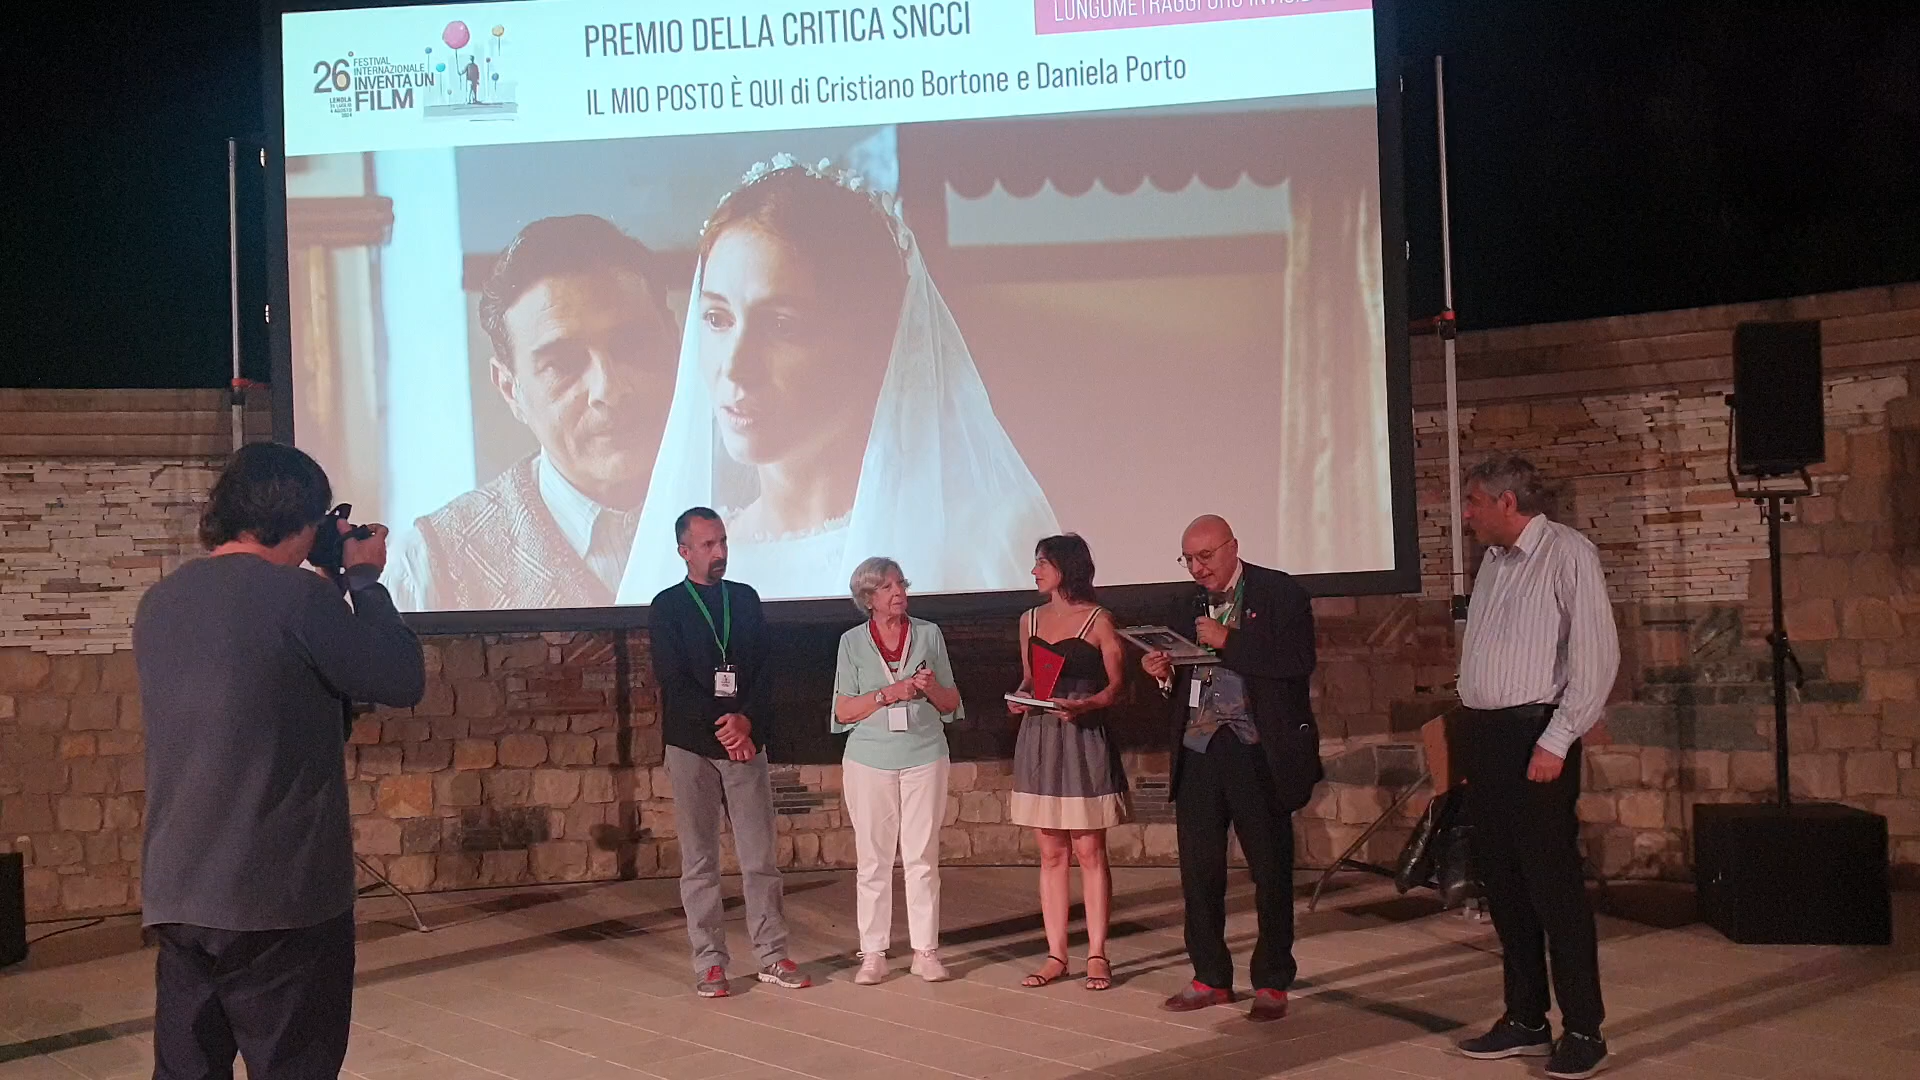 PREMIO DELLA CRITICA SNCCI
IL MIO POSTO È QUI di Cristiano Bortone e Daniela Porto
LUNGOMETRAGGI
26
FESTIVAL
INTERNAZIONALE
INVENTA UN
FILM
LENOLA